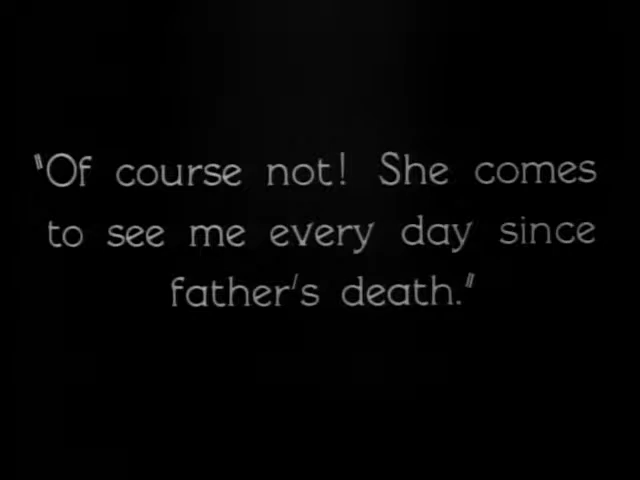 "Of course not! She comes
to see me every day since
father's death."